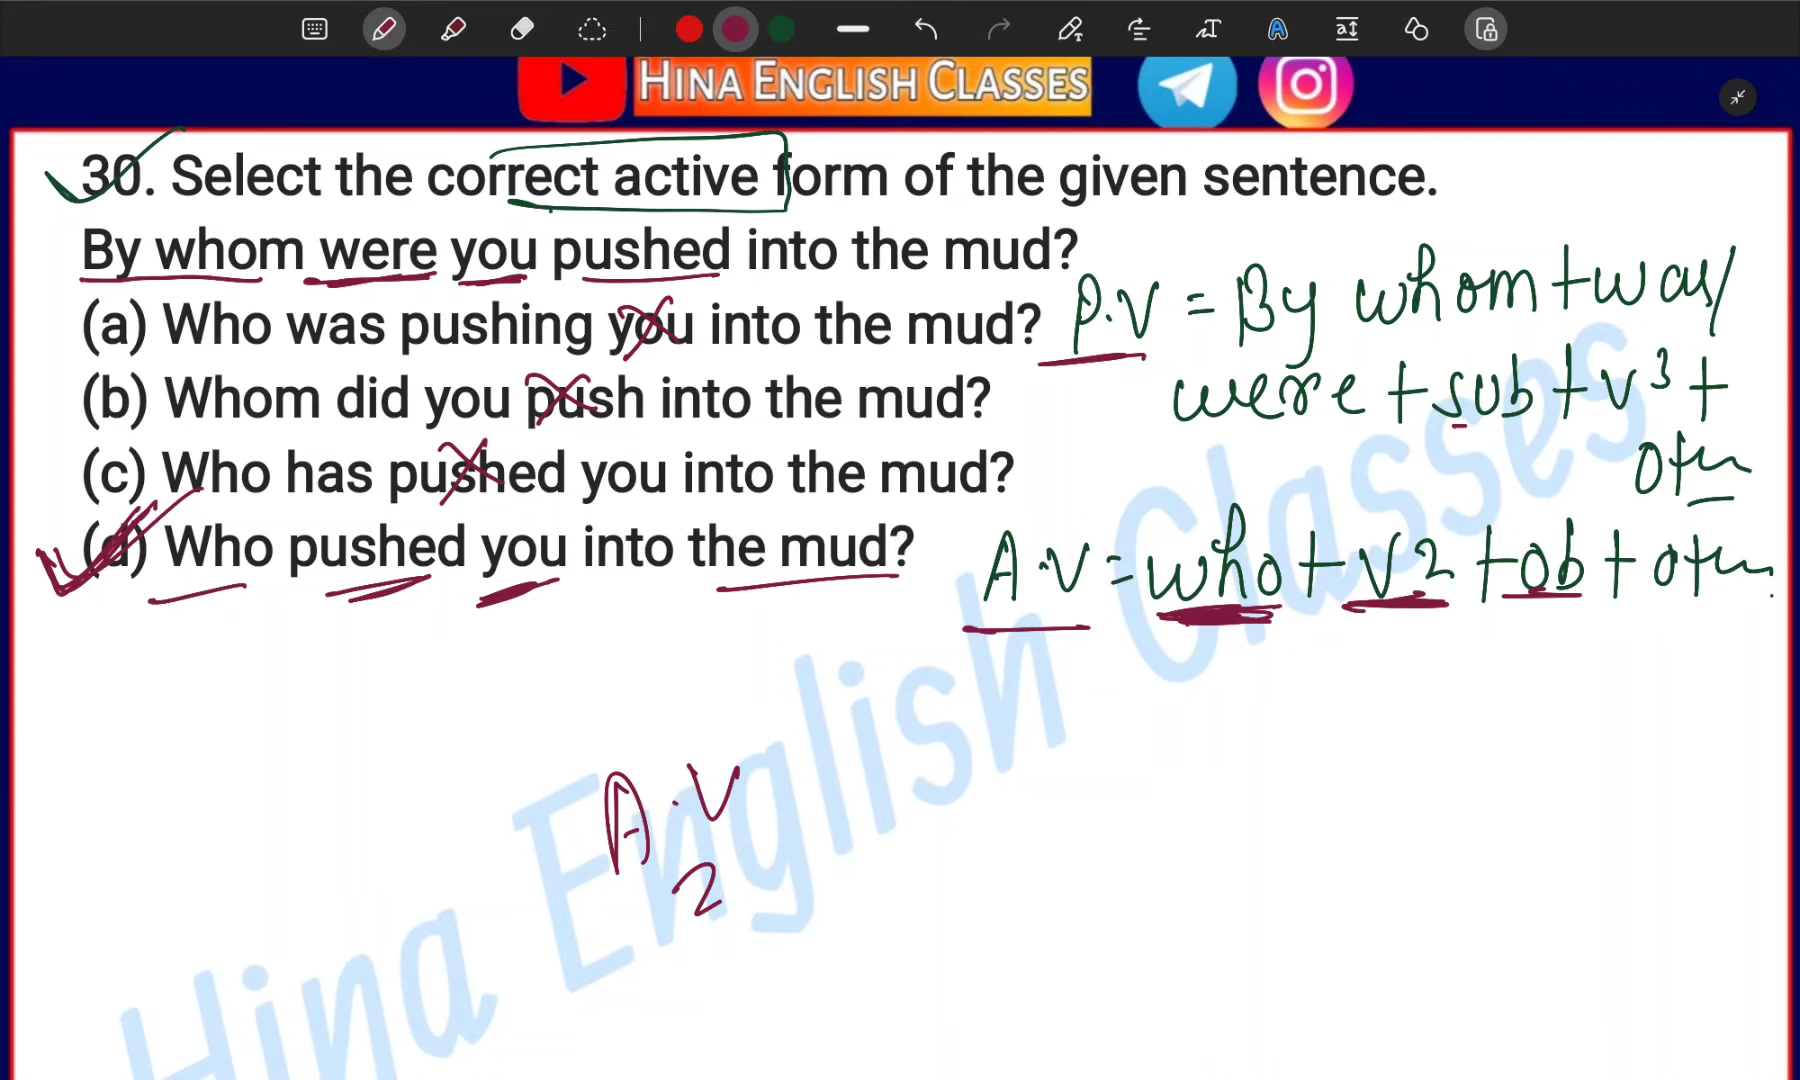 HINA ENGLISH CLASSES
30. Select the correct active form of the given sentence.
By whom were you pushed into the mud?
(a) Who was pushing you into the mud?
(b) Whom did you push into the mud?
(c) Who has pushed you into the mud?
(d) Who pushed you into the mud?
P.V = By whom + was/
were + sub + v3 +
oth
A.V = who + V2 + ob + oth
A.V
2
Hina English Classes